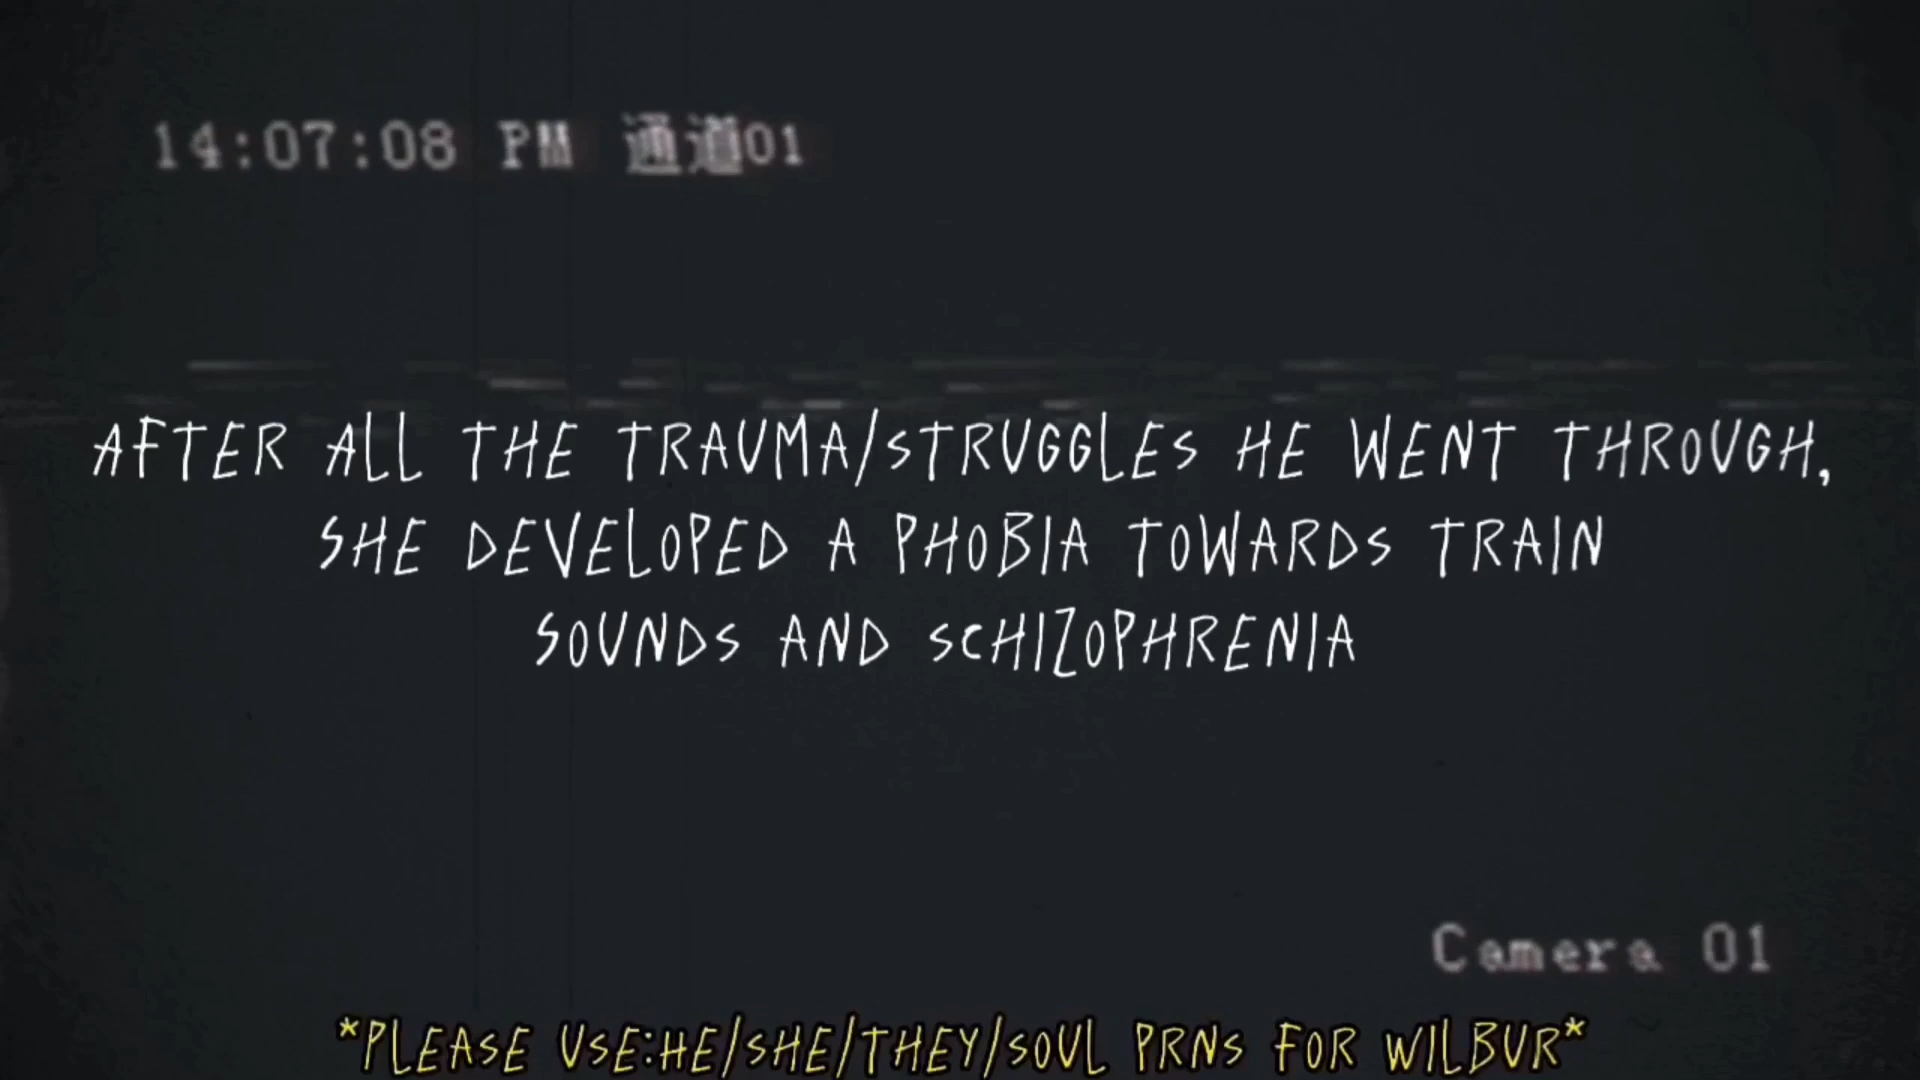 14:07:08 PM 通道01
AFTER ALL THE TRAUMA/STRUGGLES HE WENT THROUGH,
SHE DEVELOPED A PHOBIA TOWARDS TRAIN
SOUNDS AND SCHIZOPHRENIA
Camera 01
*PLEASE USE:HE/SHE/THEY/SOUL PRNS FOR WILBUR*